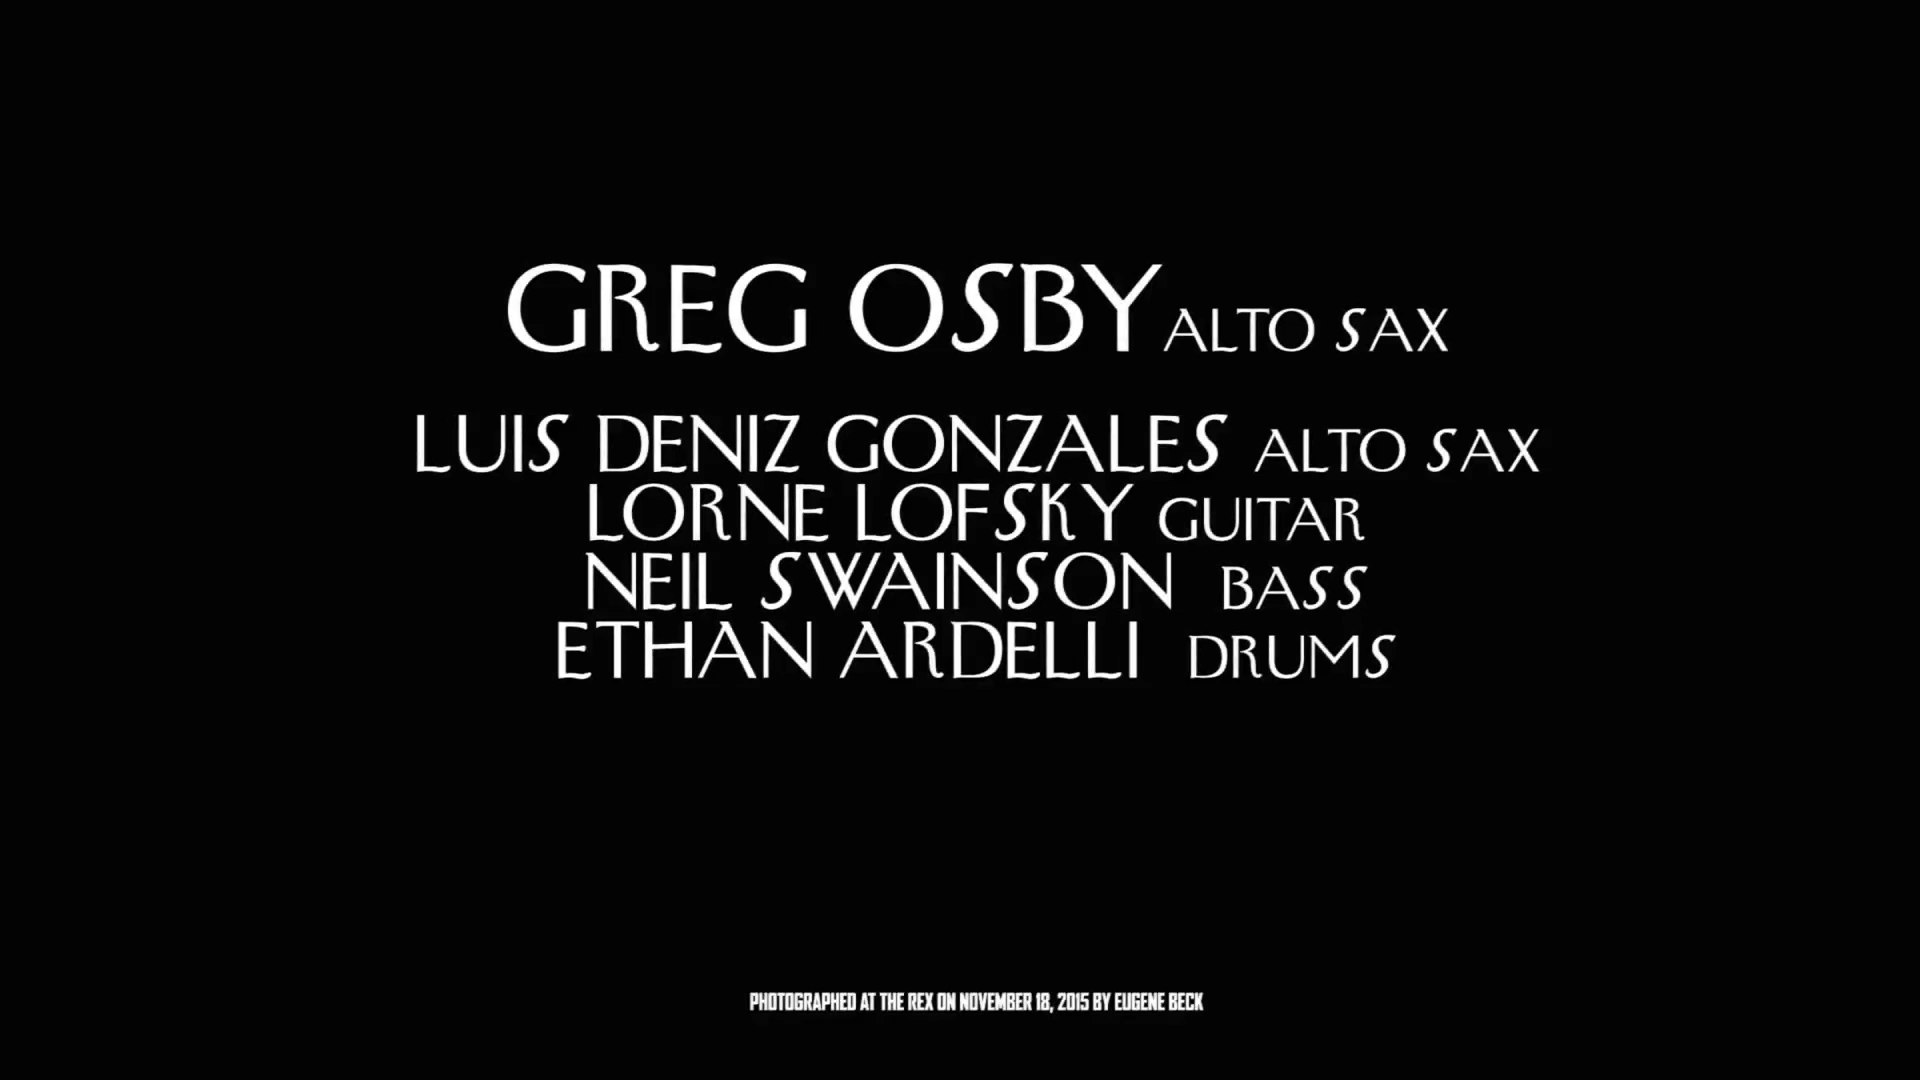 GREG OSBY ALTO SAX
LUIS DENIZ GONZALES ALTO SAX
LORNE LOFSKY GUITAR
NEIL SWAINSON BASS
ETHAN ARDELLI DRUMS
PHOTOGRAPHED AT THE REX ON NOVEMBER 18, 2015 BY EUGENE BECK